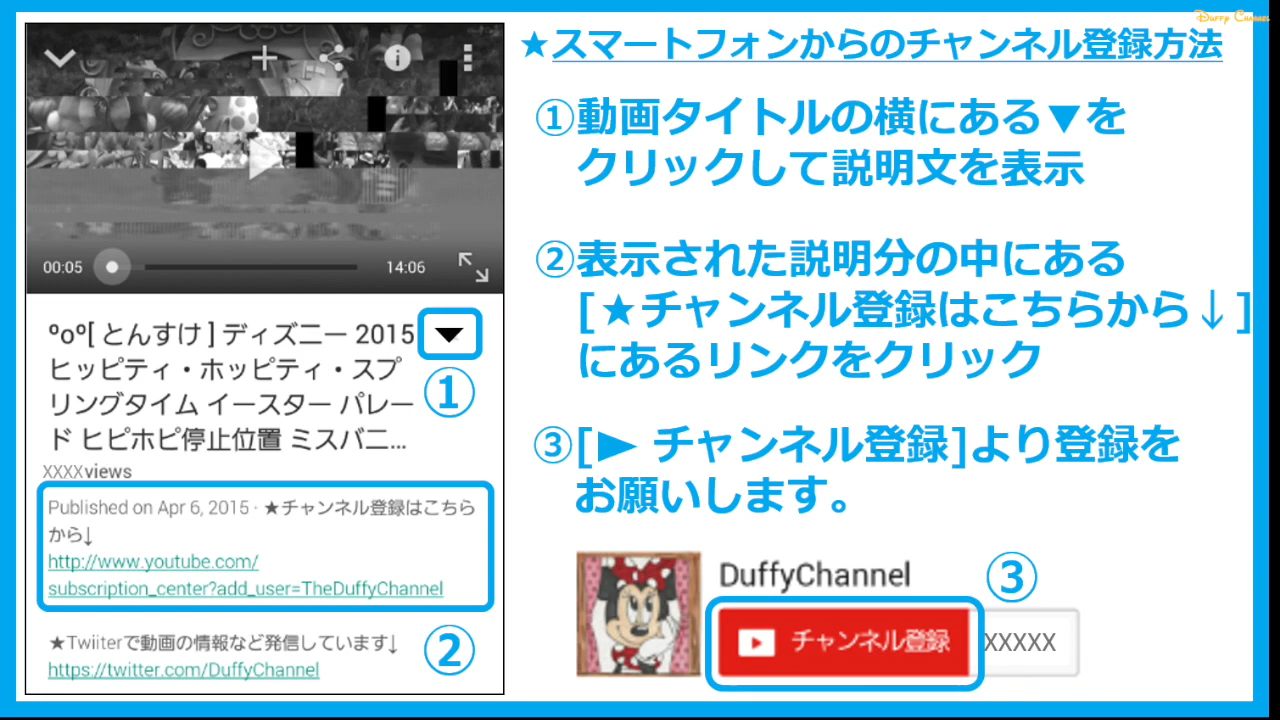 Duffy Channel
★スマートフォンからのチャンネル登録方法
①動画タイトルの横にある▼を
クリックして説明文を表示
②表示された説明分の中にある
[★チャンネル登録はこちらから↓]
にあるリンクをクリック
③[▶ チャンネル登録]より登録を
お願いします。
00:05
14:06
ºoº[とんすけ] ディズニー 2015
ヒッピティ・ホッピティ・スプ
リングタイム イースター パレー
ド ヒピホピ停止位置 ミスバニ...
①
XXXXviews
Published on Apr 6, 2015 · ★チャンネル登録はこちら
から↓
http://www.youtube.com/
subscription_center?add_user=TheDuffyChannel
★Twiiterで動画の情報など発信しています↓
https://twitter.com/DuffyChannel
②
DuffyChannel
③
チャンネル登録
XXXXX